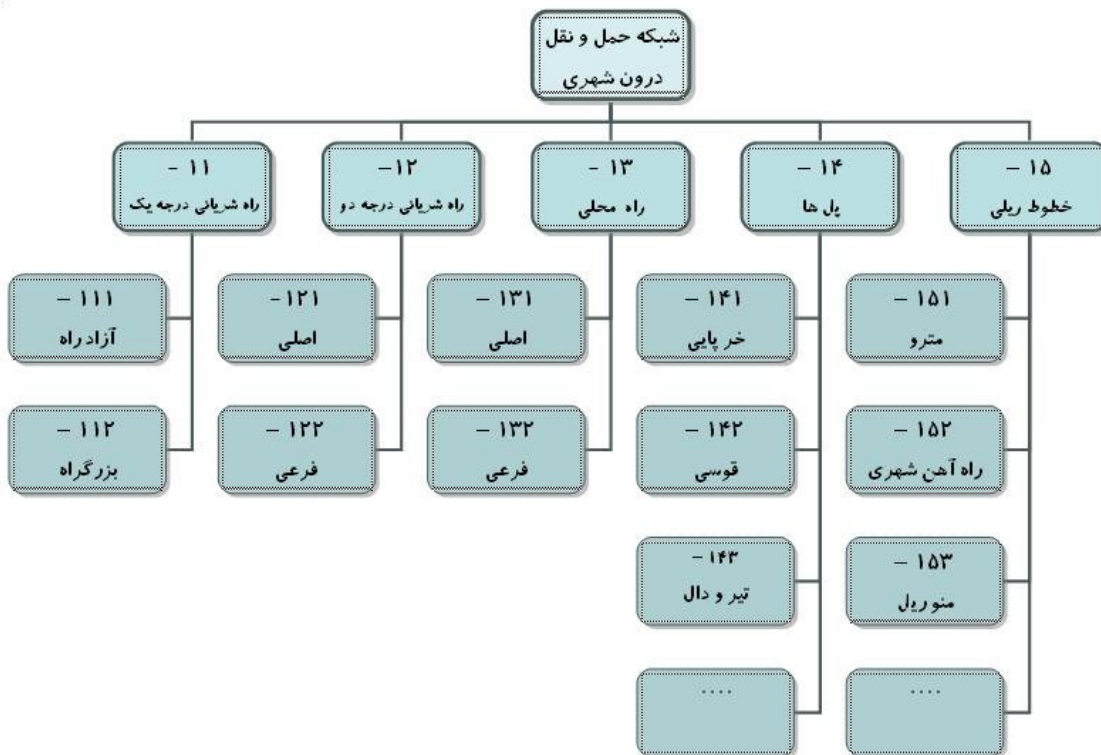 شبکه حمل و نقل
درون شهری
۱۵ –
خطوط ریلی
۱۴ –
پل ها
۱۳ -
راه محلی
۱۲–
راه شریانی درجه دو
۱۱ -
راه شریانی درجه یک
۱۵۱ –
مترو
۱۵۲ –
راه آهن شهری
۱۵۳ –
منو ریل
....
۱۴۱ –
خر پایی
۱۴۲ –
قوسی
۱۴۳ –
تیر و دال
....
۱۳۱ –
اصلی
۱۳۲ –
فرعی
۱۲۱ -
اصلی
۱۲۲ –
فرعی
۱۱۱ –
آزاد راه
۱۱۲ –
بزرگراه